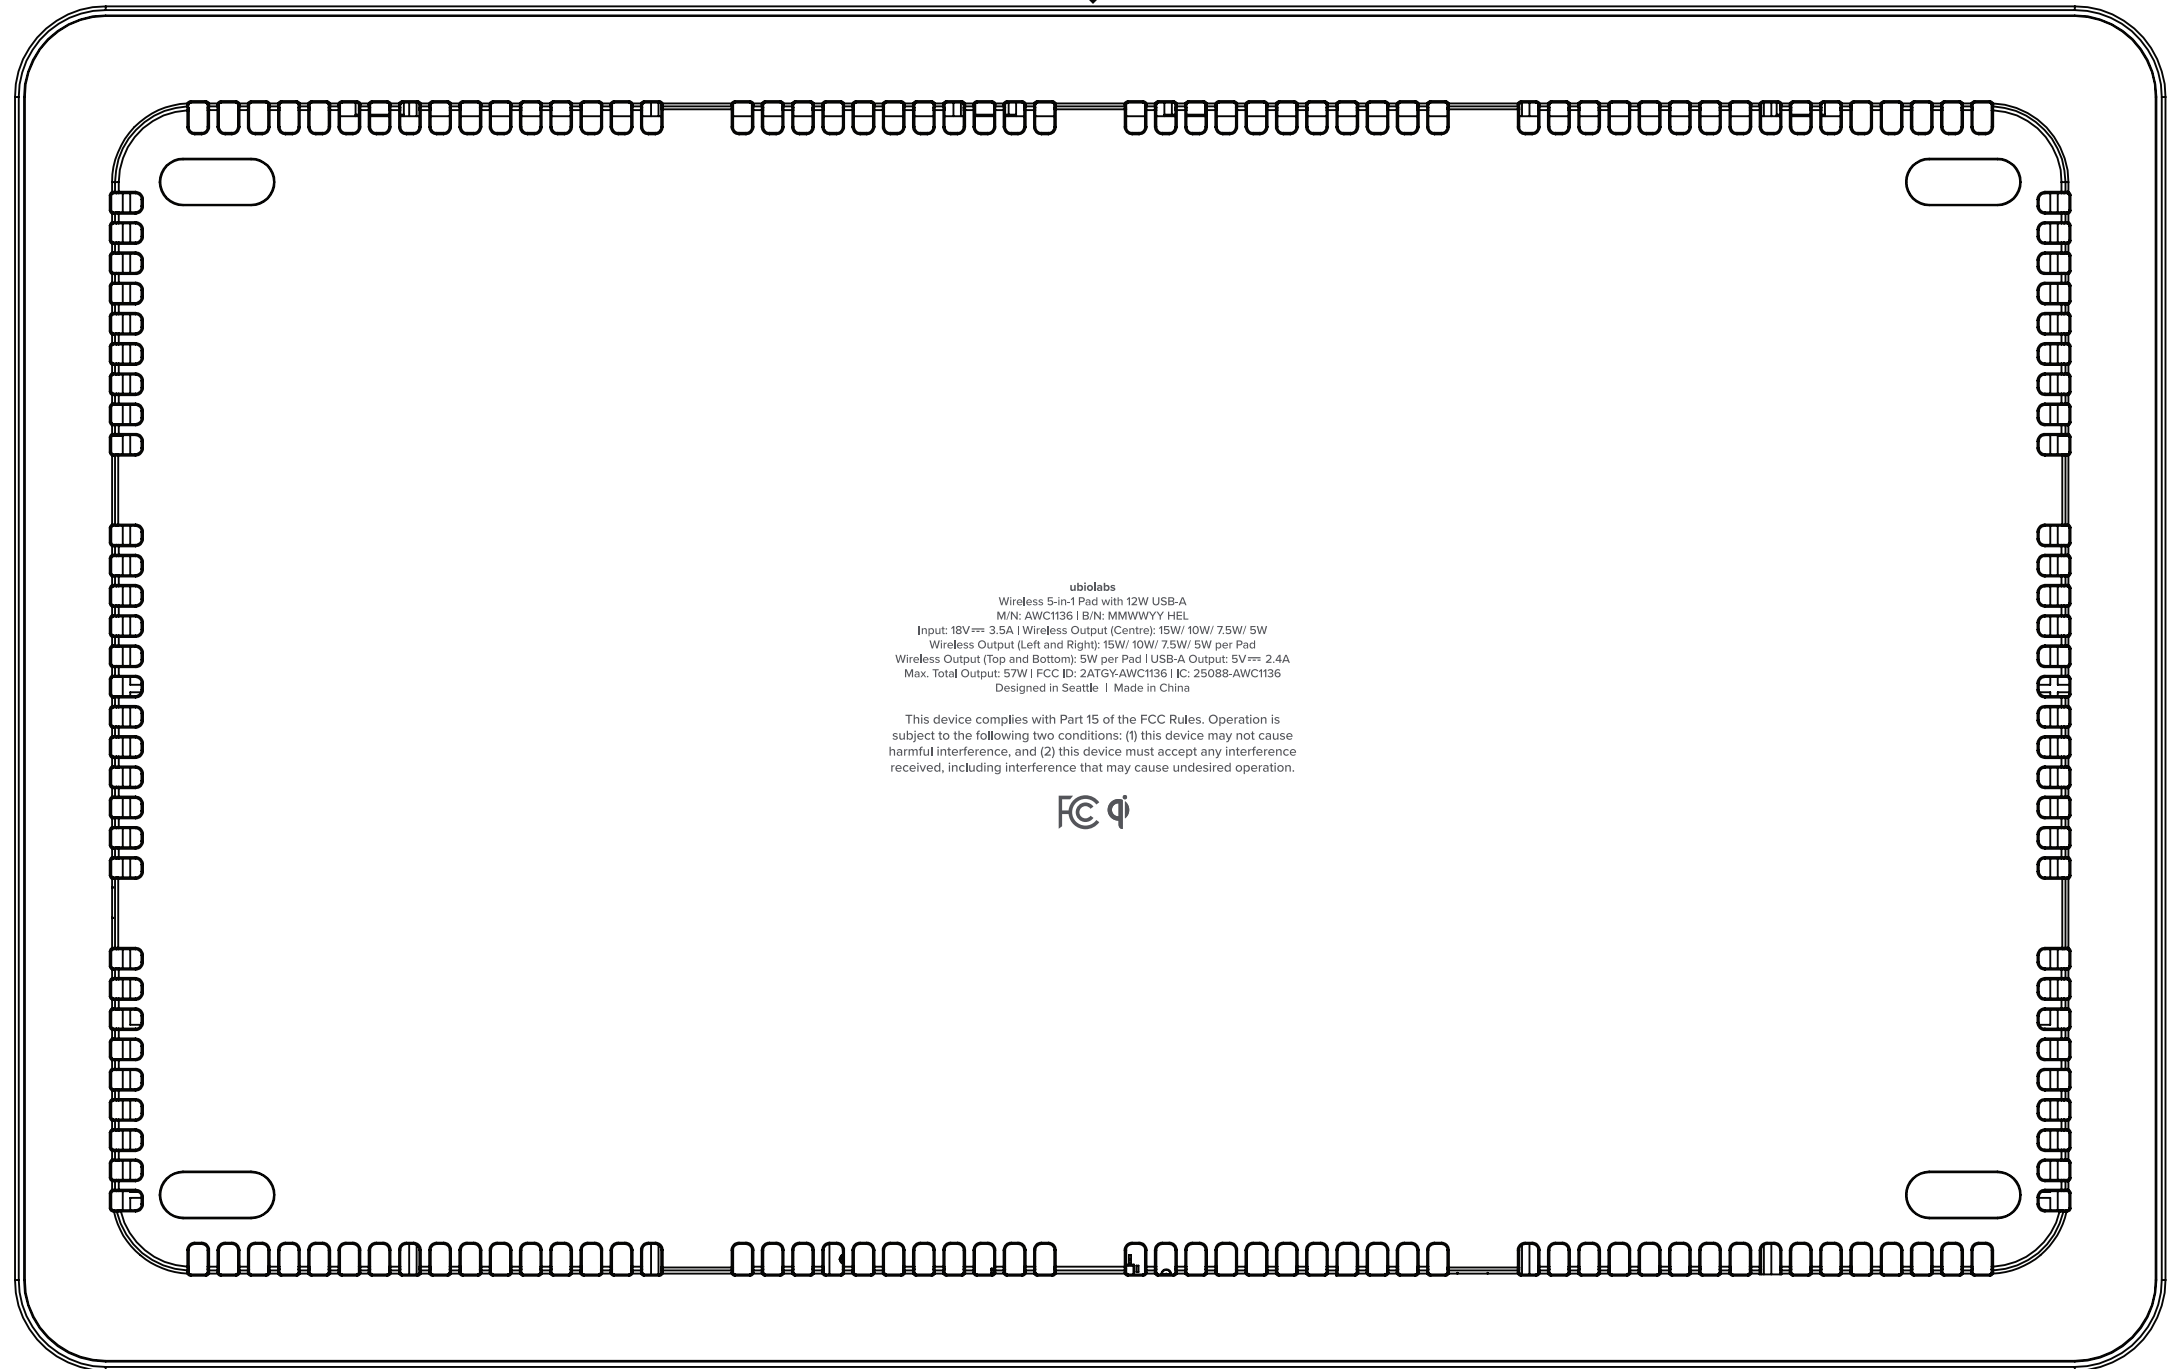 ubiolabs
Wireless 5-in-1 Pad with 12W USB-A
M/N: AWC1136 | B/N: MMWWYY HEL
Input: 18V⎓ 3.5A | Wireless Output (Centre): 15W/ 10W/ 7.5W/ 5W
Wireless Output (Left and Right): 15W/ 10W/ 7.5W/ 5W per Pad
Wireless Output (Top and Bottom): 5W per Pad | USB-A Output: 5V⎓ 2.4A
Max. Total Output: 57W | FCC ID: 2ATGY-AWC1136 | IC: 25088-AWC1136
Designed in Seattle | Made in China
This device complies with Part 15 of the FCC Rules. Operation is
subject to the following two conditions: (1) this device may not cause
harmful interference, and (2) this device must accept any interference
received, including interference that may cause undesired operation.
FC qi